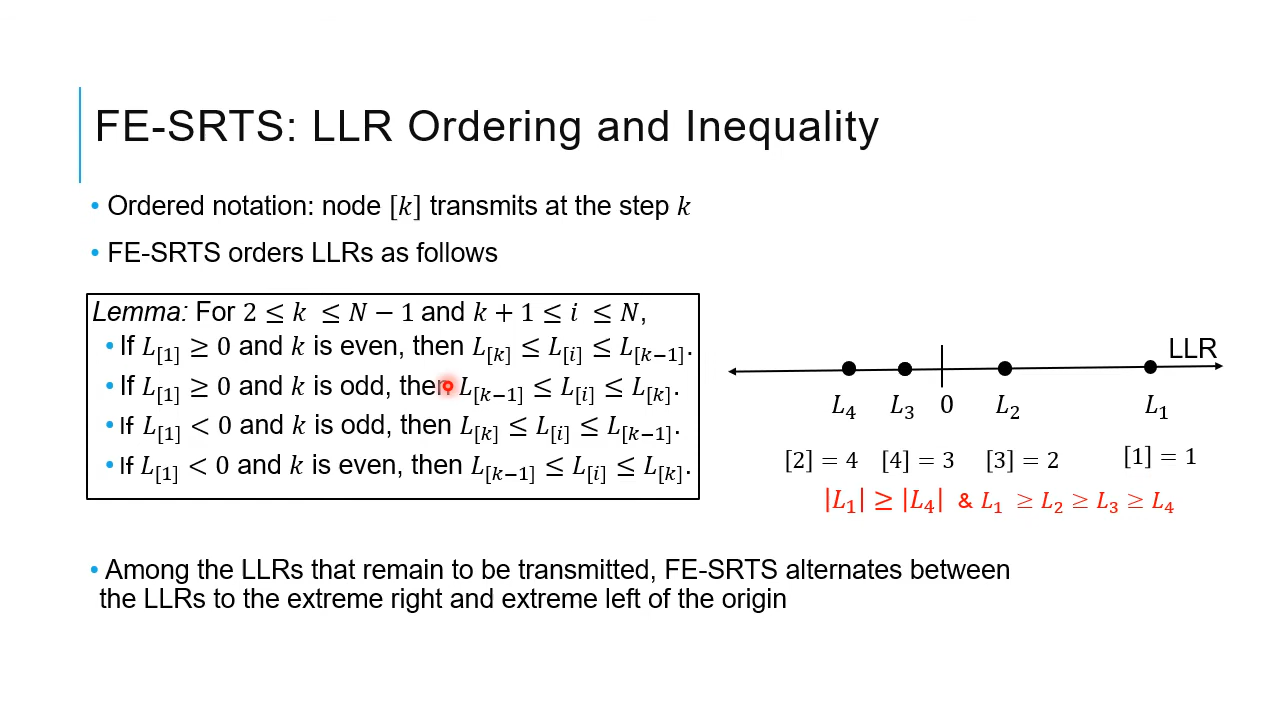 FE-SRTS: LLR Ordering and Inequality
• Ordered notation: node [𝑘] transmits at the step 𝑘
• FE-SRTS orders LLRs as follows
Lemma: For 2 ≤ 𝑘 ≤ 𝑁 − 1 and 𝑘 + 1 ≤ 𝑖 ≤ 𝑁,
• If 𝐿[1] ≥ 0 and 𝑘 is even, then 𝐿[𝑘] ≤ 𝐿[𝑖] ≤ 𝐿[𝑘−1].
• If 𝐿[1] ≥ 0 and 𝑘 is odd, then 𝐿[𝑘−1] ≤ 𝐿[𝑖] ≤ 𝐿[𝑘].
• If 𝐿[1] < 0 and 𝑘 is odd, then 𝐿[𝑘] ≤ 𝐿[𝑖] ≤ 𝐿[𝑘−1].
• If 𝐿[1] < 0 and 𝑘 is even, then 𝐿[𝑘−1] ≤ 𝐿[𝑖] ≤ 𝐿[𝑘].
LLR
𝐿4 𝐿3 0 𝐿2 𝐿1
[2] = 4 [4] = 3 [3] = 2 [1] = 1
|𝐿1| ≥ |𝐿4| & 𝐿1 ≥ 𝐿2 ≥ 𝐿3 ≥ 𝐿4
• Among the LLRs that remain to be transmitted, FE-SRTS alternates between
the LLRs to the extreme right and extreme left of the origin